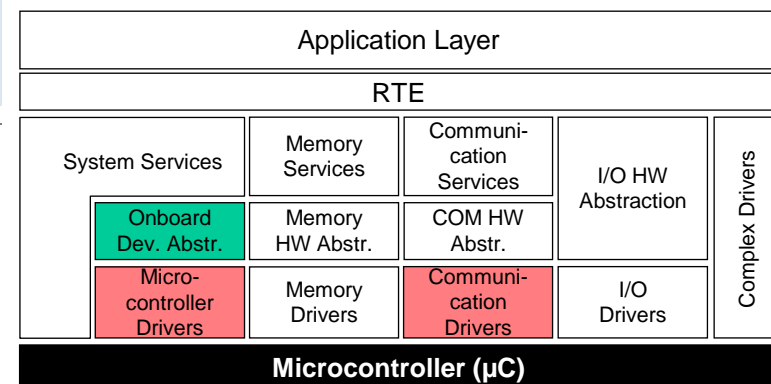 Application Layer
RTE
System Services
Memory
Services
Communi-
cation
Services
I/O HW
Abstraction
Complex Drivers
Onboard
Dev. Abstr.
Memory
HW Abstr.
COM HW
Abstr.
Micro-
controller
Drivers
Memory
Drivers
Communi-
cation
Drivers
I/O
Drivers
Microcontroller (µC)